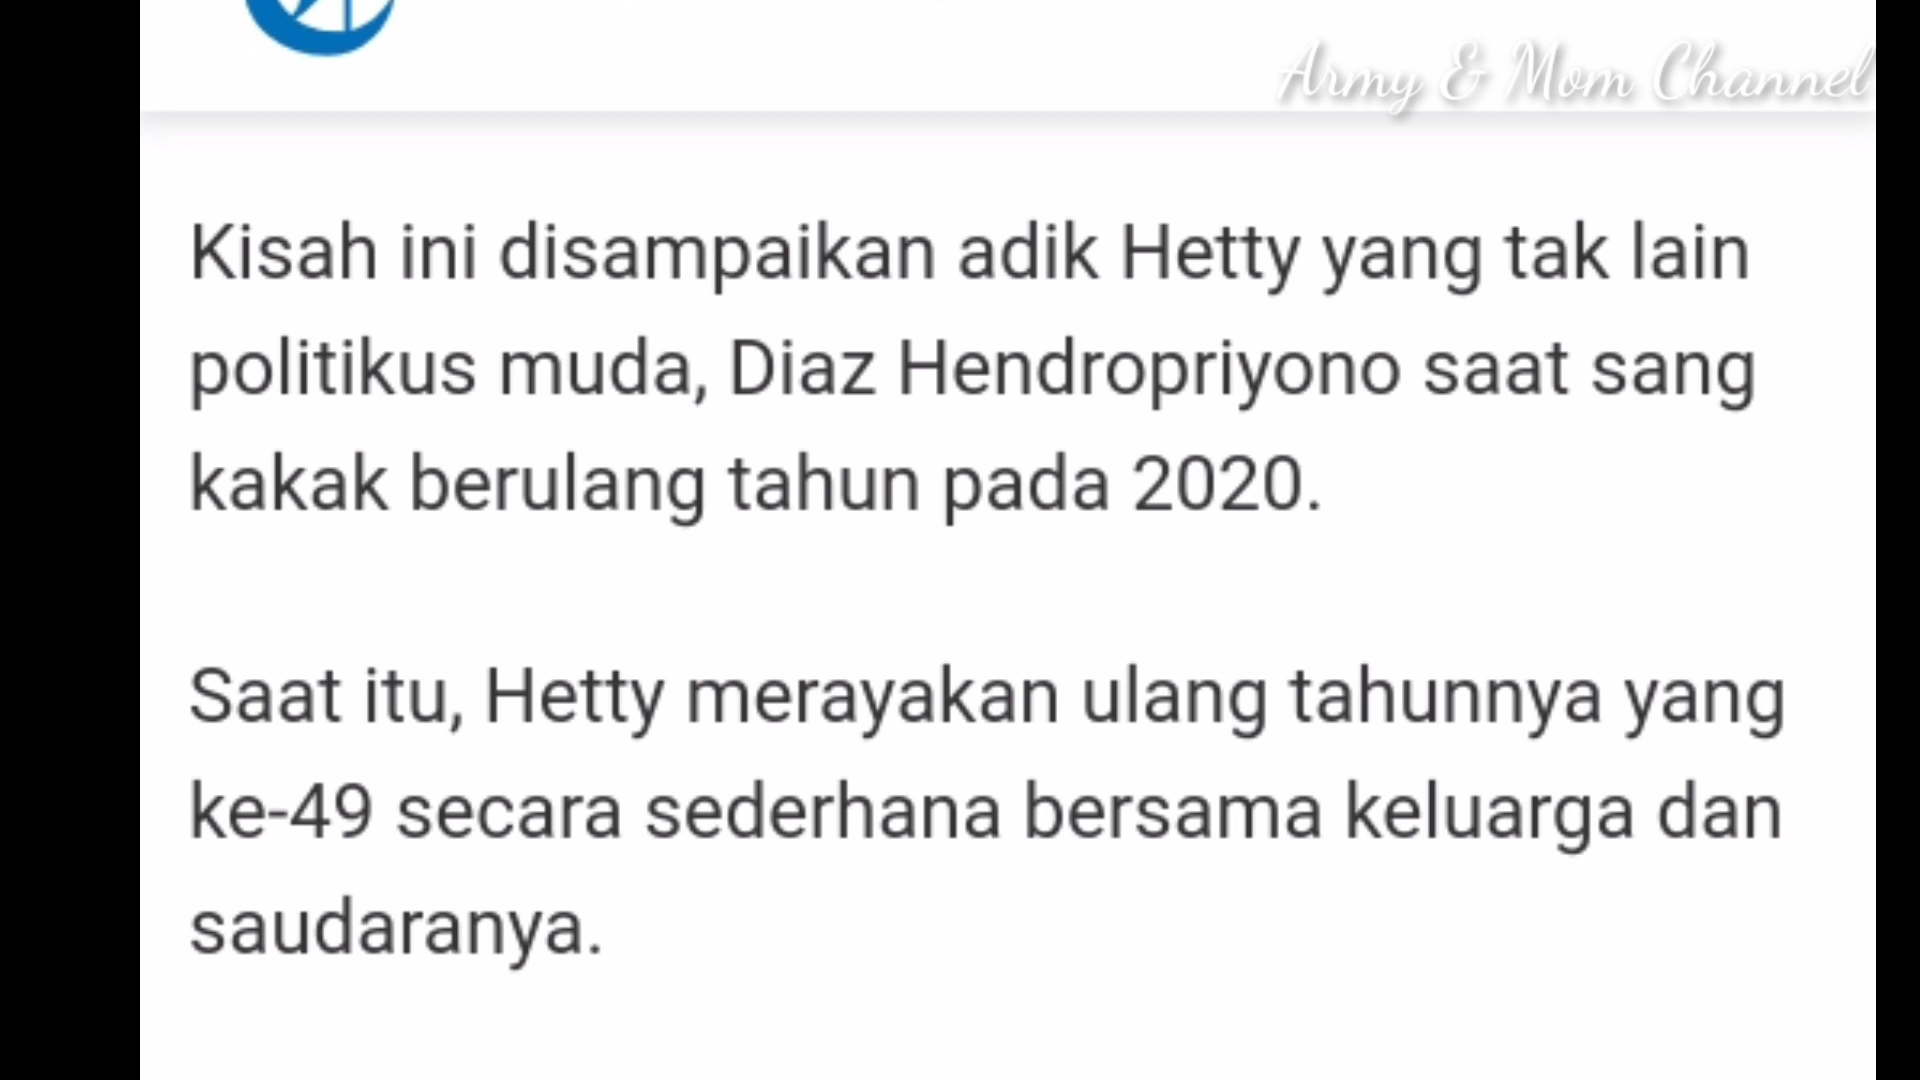 Army & Mom Channel
Kisah ini disampaikan adik Hetty yang tak lain
politikus muda, Diaz Hendropriyono saat sang
kakak berulang tahun pada 2020.
Saat itu, Hetty merayakan ulang tahunnya yang
ke-49 secara sederhana bersama keluarga dan
saudaranya.